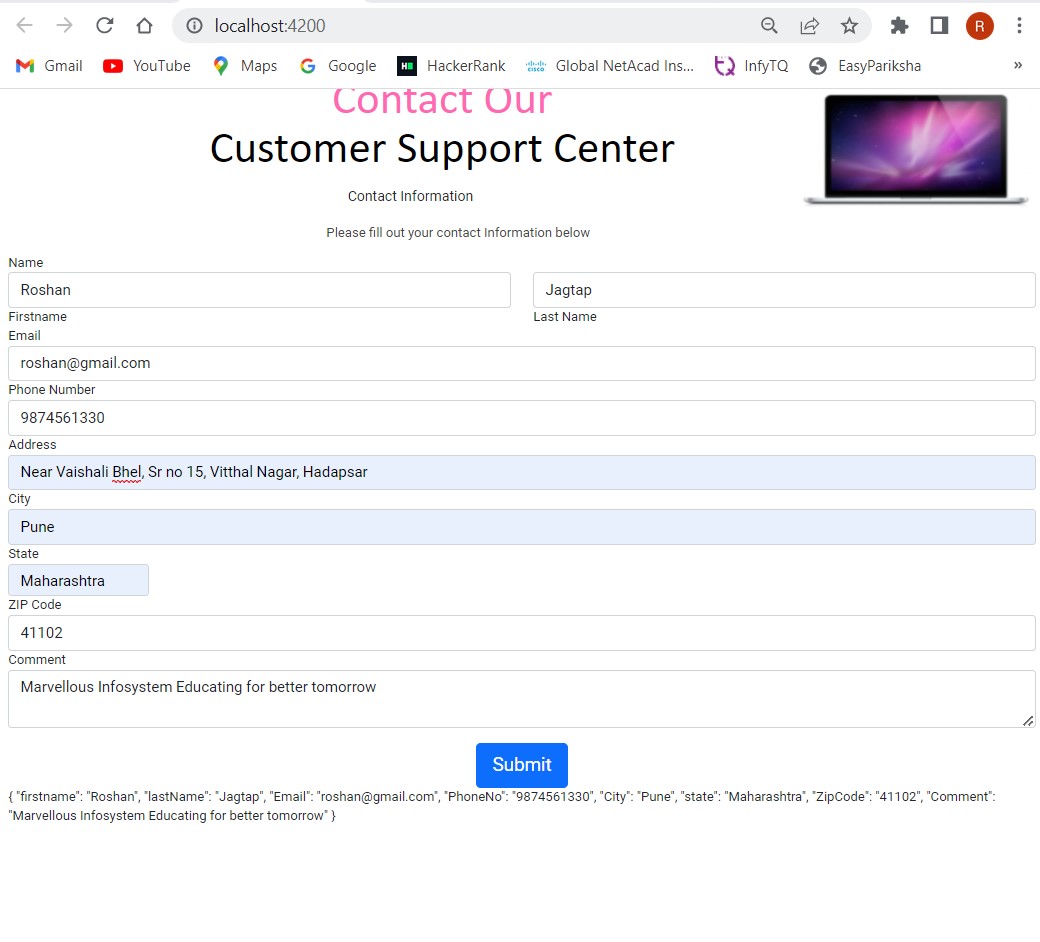 localhost:4200
R
Gmail YouTube Maps Google HackerRank Global NetAcad Ins... InfyTQ EasyPariksha »
Contact Our
Customer Support Center
Contact Information
Please fill out your contact Information below
Name
Roshan Jagtap
Firstname Last Name
Email
roshan@gmail.com
Phone Number
9874561330
Address
Near Vaishali Bhel, Sr no 15, Vitthal Nagar, Hadapsar
City
Pune
State
Maharashtra
ZIP Code
41102
Comment
Marvellous Infosystem Educating for better tomorrow
Submit
{ "firstname": "Roshan", "lastName": "Jagtap", "Email": "roshan@gmail.com", "PhoneNo": "9874561330", "City": "Pune", "state": "Maharashtra", "ZipCode": "41102", "Comment":
"Marvellous Infosystem Educating for better tomorrow" }